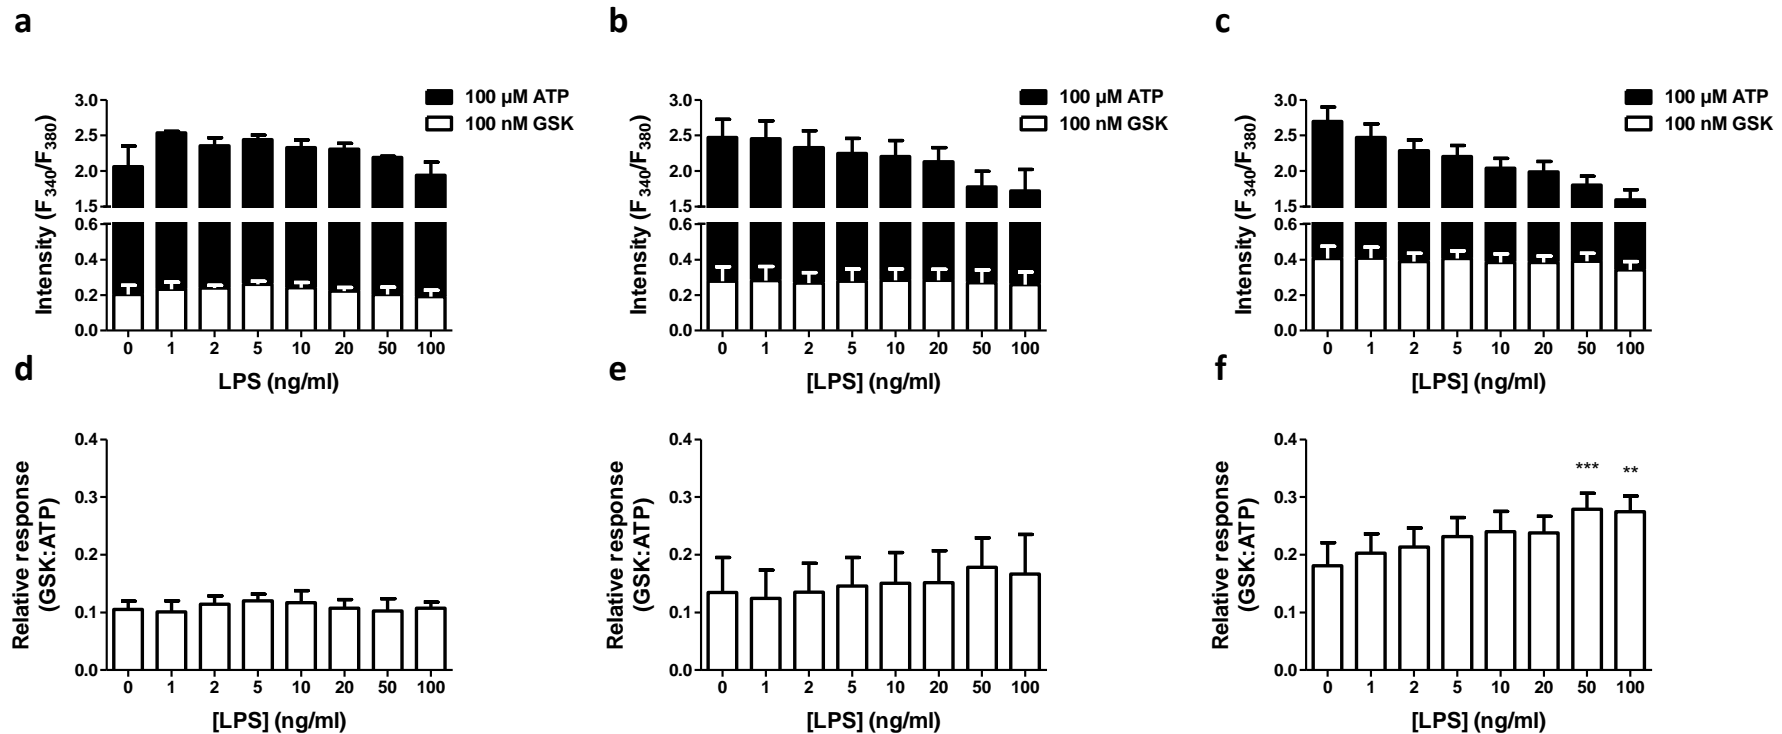 a
100 µM ATP
100 nM GSK
Intensity (F340/F380)
3.0
2.5
2.0
1.5
0.6
0.4
0.2
0.0
0 1 2 5 10 20 50 100
LPS (ng/ml)
b
100 µM ATP
100 nM GSK
Intensity (F340/F380)
3.0
2.5
2.0
1.5
0.6
0.4
0.2
0.0
0 1 2 5 10 20 50 100
[LPS] (ng/ml)
c
100 µM ATP
100 nM GSK
Intensity (F340/F380)
3.0
2.5
2.0
1.5
0.6
0.4
0.2
0.0
0 1 2 5 10 20 50 100
[LPS] (ng/ml)
d
Relative response
(GSK:ATP)
0.4
0.3
0.2
0.1
0.0
0 1 2 5 10 20 50 100
[LPS] (ng/ml)
e
Relative response
(GSK:ATP)
0.4
0.3
0.2
0.1
0.0
0 1 2 5 10 20 50 100
[LPS] (ng/ml)
f
Relative response
(GSK:ATP)
0.4
0.3
0.2
0.1
0.0
*** **
0 1 2 5 10 20 50 100
[LPS] (ng/ml)